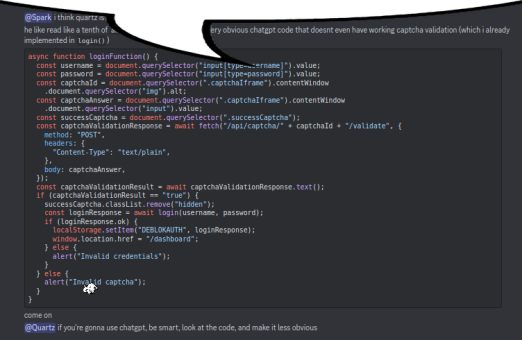 @Spark i think quartz is
he like read like a tenth of ery obvious chatgpt code that doesnt even have working captcha validation (which i already
implemented in login())
async function loginFunction() {
const username = document.querySelector("input[type=username]").value;
const password = document.querySelector("input[type=password]").value;
const captchaId = document.querySelector(".captchaIframe").contentWindow
.document.querySelector("img").alt;
const captchaAnswer = document.querySelector(".captchaIframe").contentWindow
.document.querySelector("input").value;
const successCaptcha = document.querySelector(".successCaptcha");
const captchaValidationResponse = await fetch("/api/captcha/" + captchaId + "/validate", {
method: "POST",
headers: {
"Content-Type": "text/plain",
},
body: captchaAnswer,
});
const captchaValidationResult = await captchaValidationResponse.text();
if (captchaValidationResult == "true") {
successCaptcha.classList.remove("hidden");
const loginResponse = await login(username, password);
if (loginResponse.ok) {
localStorage.setItem("DEBLOKAUTH", loginResponse);
window.location.href = "/dashboard";
} else {
alert("Invalid credentials");
}
} else {
alert("Invalid captcha");
}
}
come on
@Quartz if you're gonna use chatgpt, be smart, look at the code, and make it less obvious